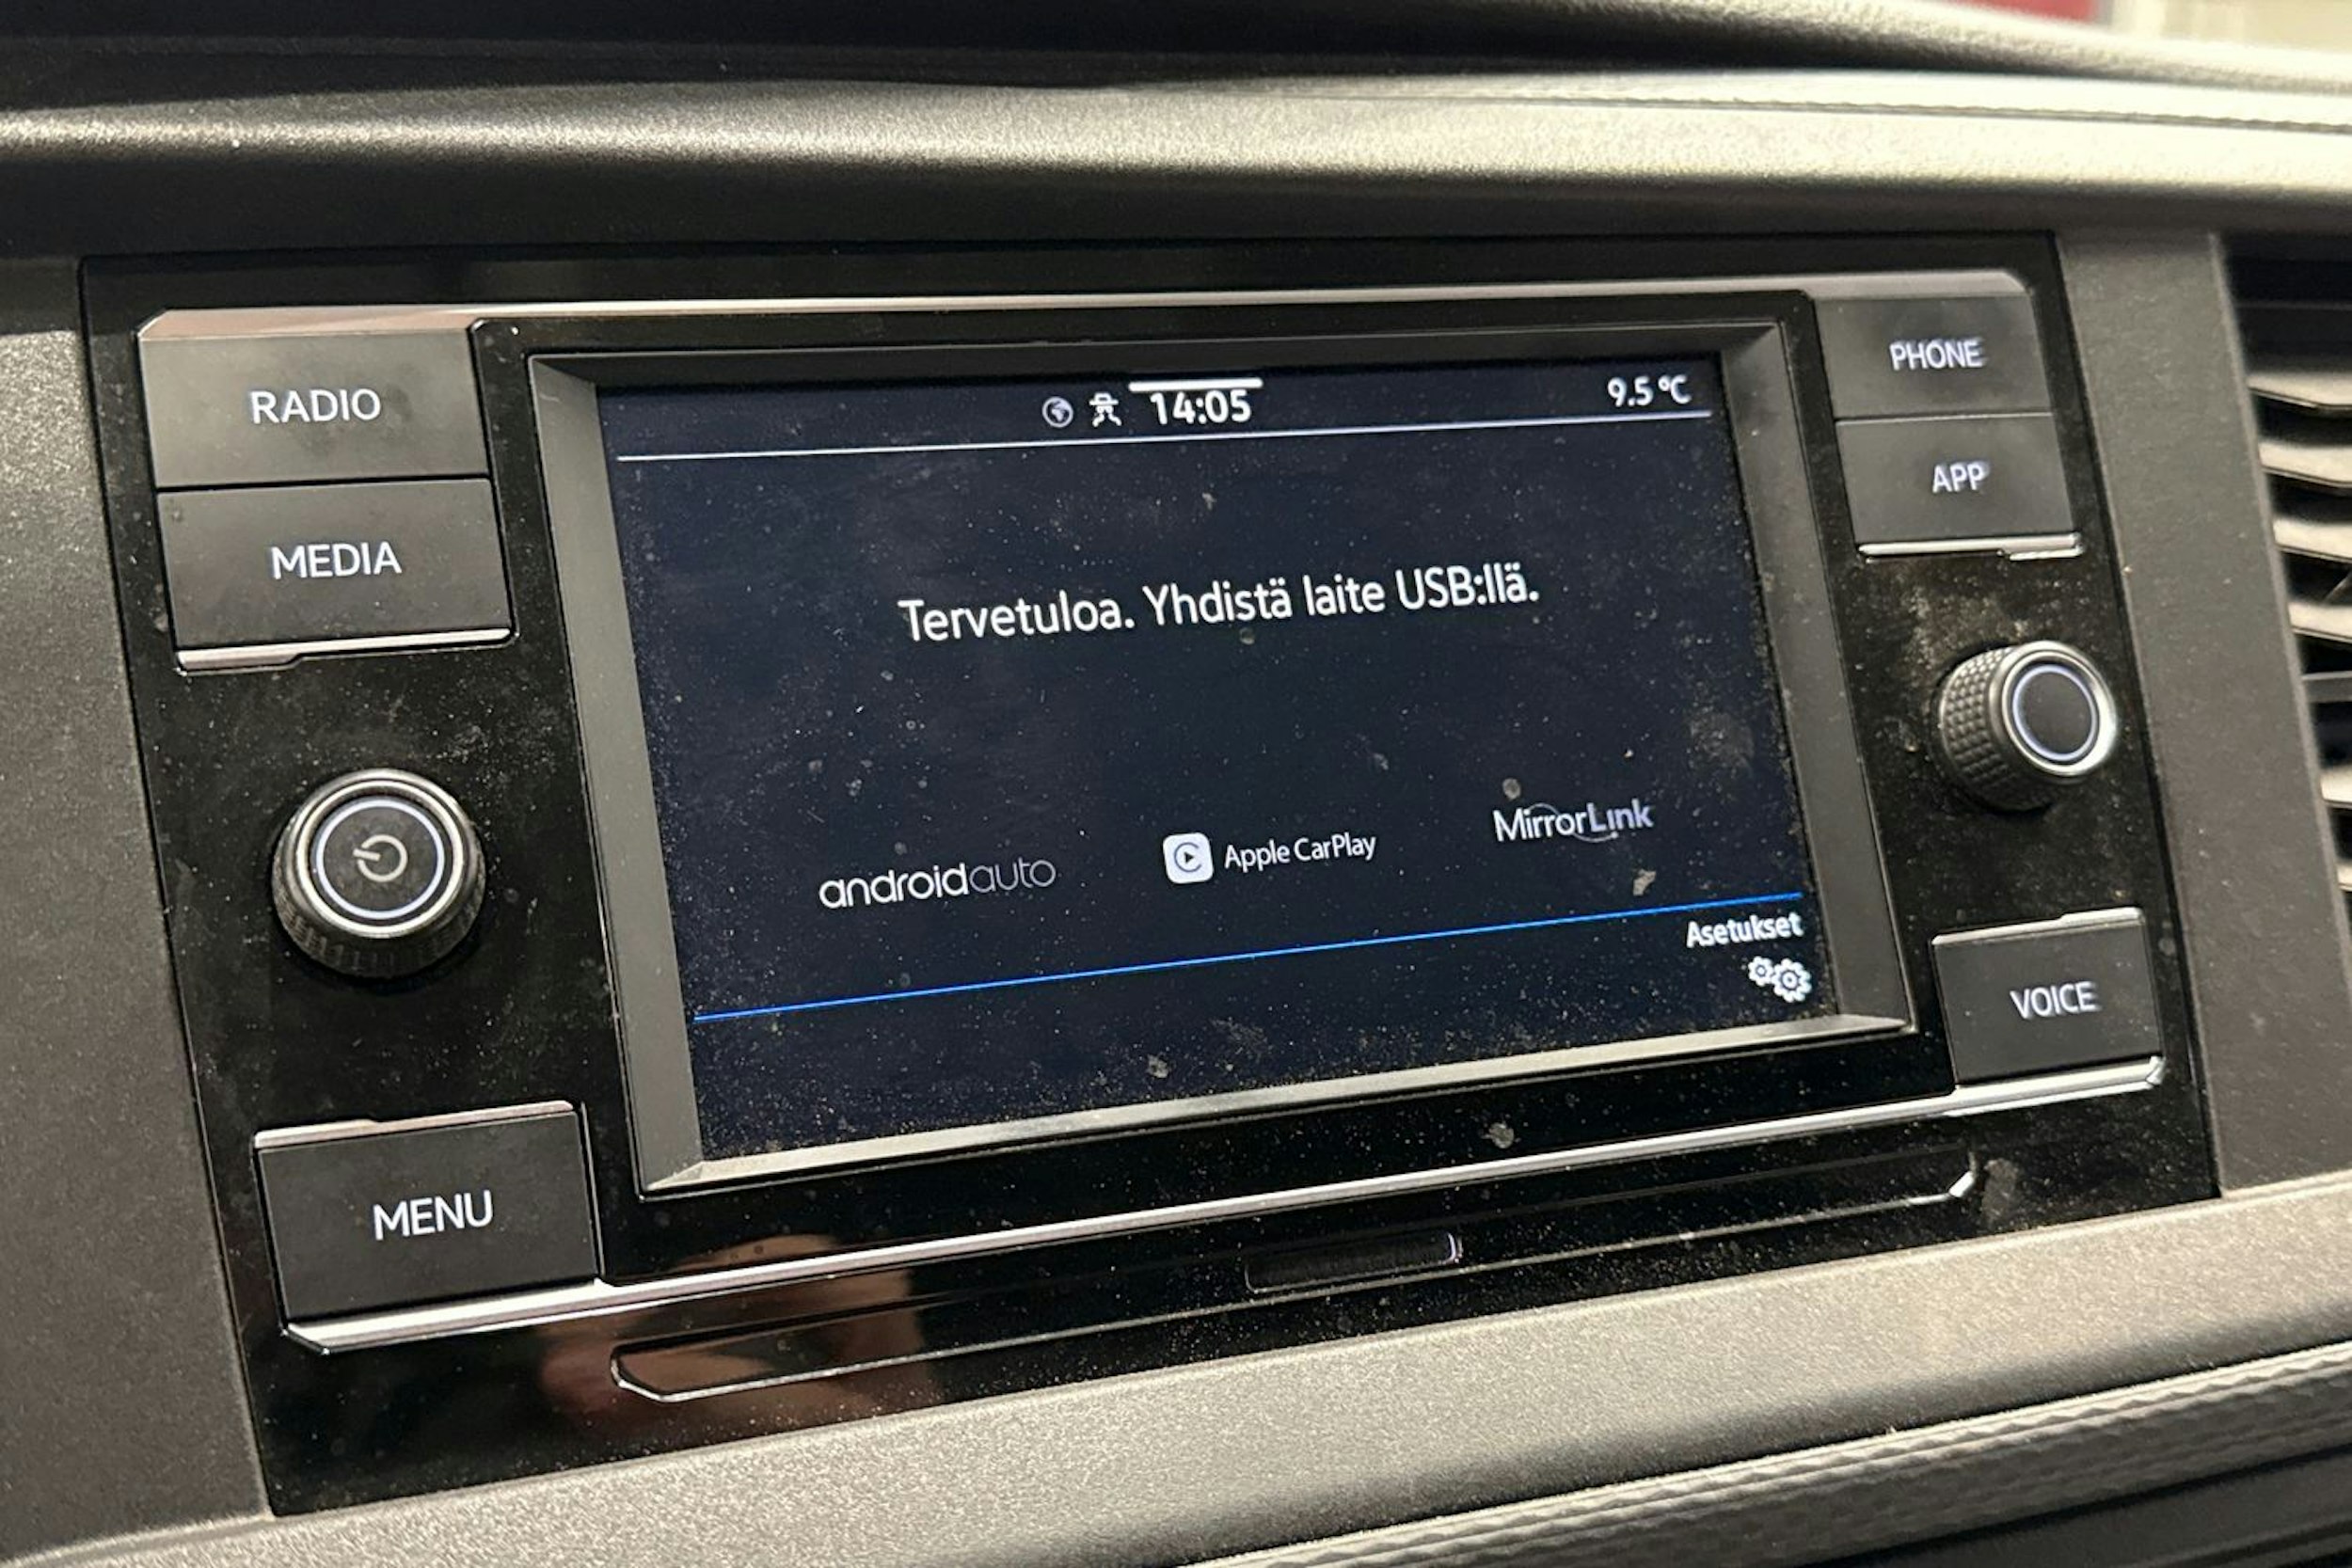 RADIO
MEDIA
MENU
14:05
9.5 °C
Tervetuloa. Yhdistä laite USB:llä.
androidauto
Apple CarPlay
MirrorLink
Asetukset
PHONE
APP
VOICE